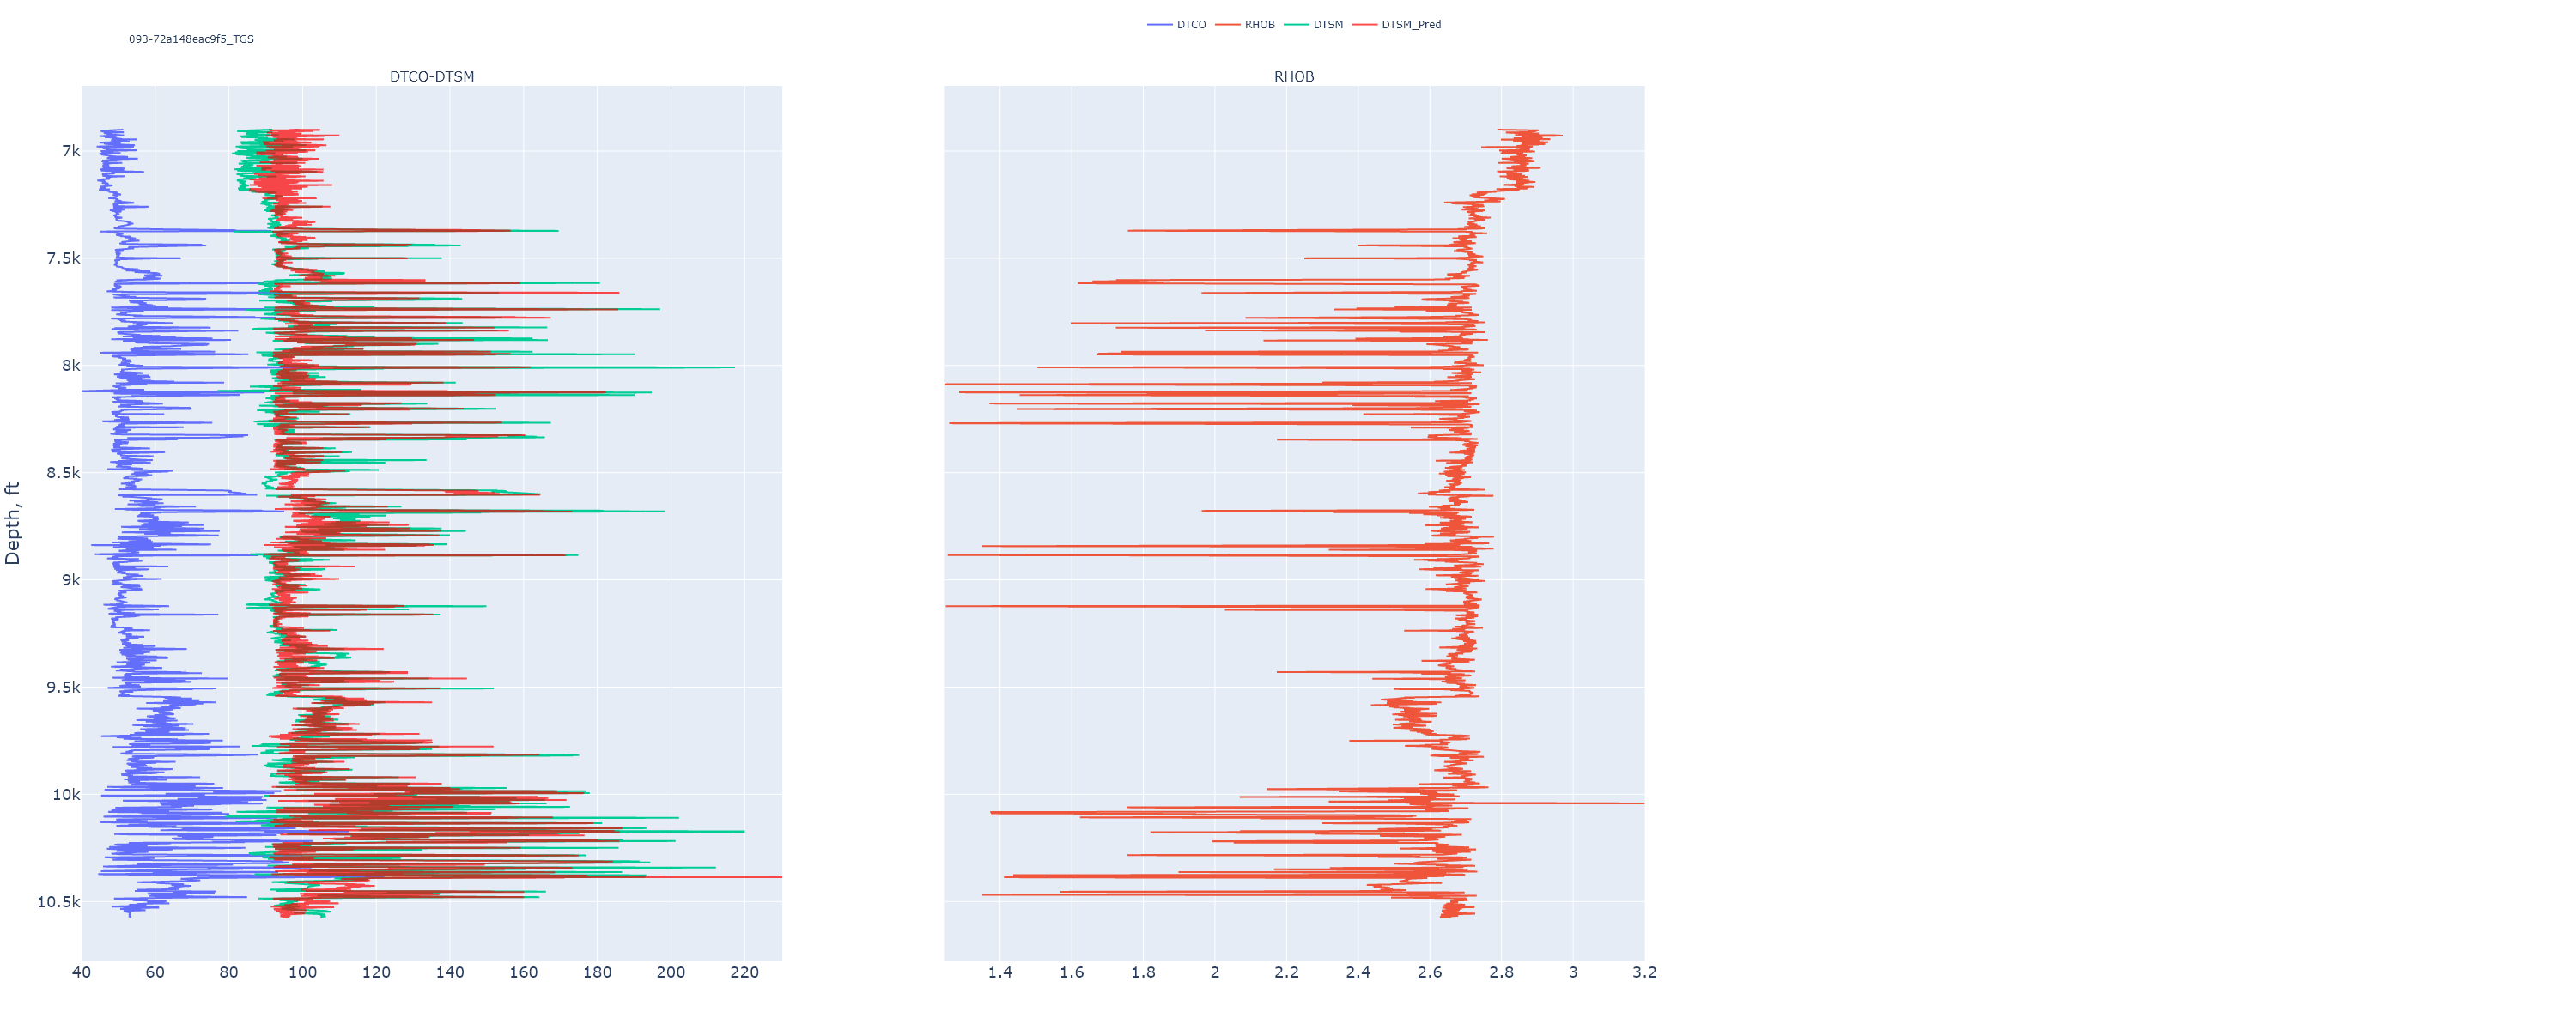 DTCO RHOB DTSM DTSM_Pred
093-72a148eac9f5_TGS
DTCO-DTSM
RHOB
Depth, ft
7k
7.5k
8k
8.5k
9k
9.5k
10k
10.5k
40 60 80 100 120 140 160 180 200 220
1.4 1.6 1.8 2 2.2 2.4 2.6 2.8 3 3.2